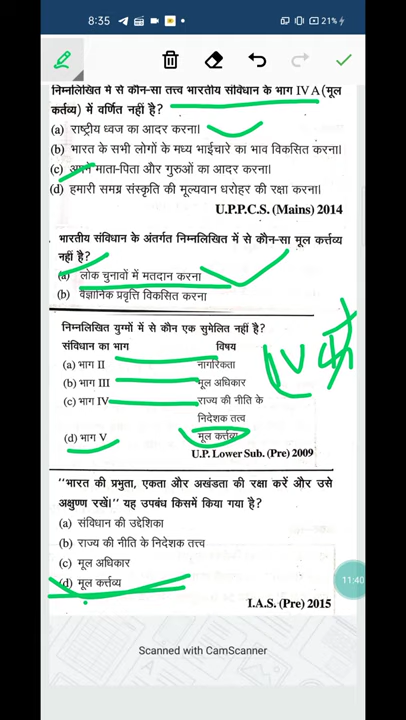 8:35
21%
निम्नलिखित में से कौन-सा तत्त्व भारतीय संविधान के भाग IV A (मूल
कर्तव्य) में वर्णित नहीं है?
(a) राष्ट्रीय ध्वज का आदर करना।
(b) भारत के सभी लोगों के मध्य भाईचारे का भाव विकसित करना।
(c) अपने माता-पिता और गुरुओं का आदर करना।
(d) हमारी समग्र संस्कृति की मूल्यवान धरोहर की रक्षा करना।
U.P.P.C.S. (Mains) 2014
भारतीय संविधान के अंतर्गत निम्नलिखित में से कौन-सा मूल कर्त्तव्य
नहीं है?
(a) लोक चुनावों में मतदान करना
(b) वैज्ञानिक प्रवृत्ति विकसित करना
निम्नलिखित युग्मों में से कौन एक सुमेलित नहीं है?
संविधान का भाग विषय
(a) भाग II नागरिकता
(b) भाग III मूल अधिकार
(c) भाग IV राज्य की नीति के
निदेशक तत्त्व
(d) भाग V मूल कर्त्तव्य
IV क
U.P. Lower Sub. (Pre) 2009
"भारत की प्रभुता, एकता और अखंडता की रक्षा करें और उसे
अक्षुण्ण रखें।" यह उपबंध किसमें किया गया है?
(a) संविधान की उद्देशिका
(b) राज्य की नीति के निदेशक तत्त्व
(c) मूल अधिकार
(d) मूल कर्त्तव्य
11:40
I.A.S. (Pre) 2015
Scanned with CamScanner